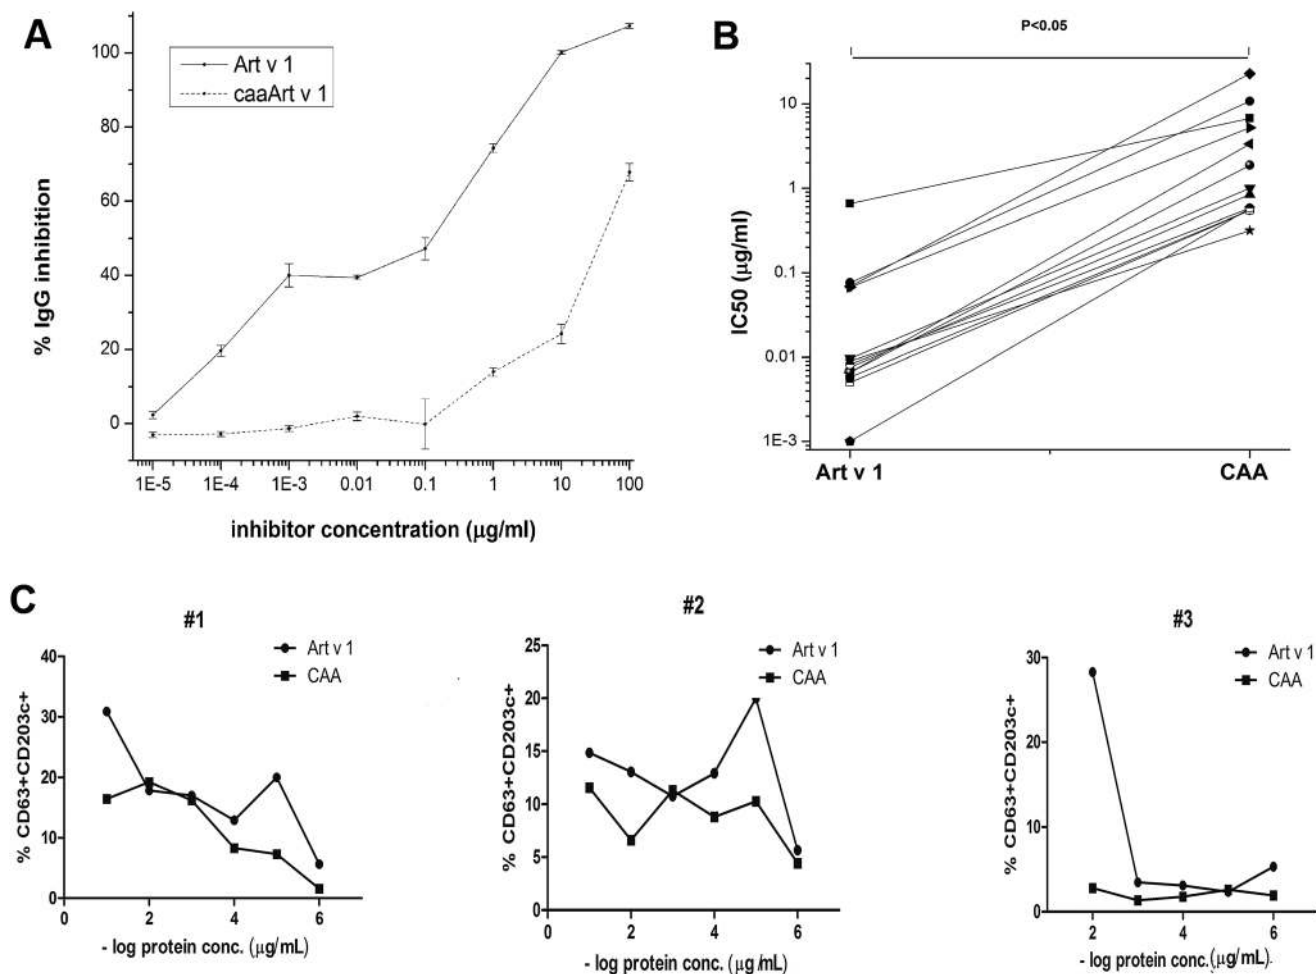 A
Art v 1
caaArt v 1
% IgG inhibition
100
80
60
40
20
0
1E-5 1E-4 1E-3 0.01 0.1 1 10 100
inhibitor concentration (μg/ml)
B
P<0.05
IC50 (μg/ml)
10
1
0.1
0.01
1E-3
Art v 1 CAA
C
#1
Art v 1
CAA
% CD63+CD203c+
40
30
20
10
0
0 2 4 6
- log protein conc. (μg/mL)
#2
Art v 1
CAA
% CD63+CD203c+
25
20
15
10
5
0
0 2 4 6
- log protein conc. (μg/mL)
#3
Art v 1
CAA
% CD63+CD203c+
30
20
10
0
2 4 6
- log protein conc.(μg/mL).